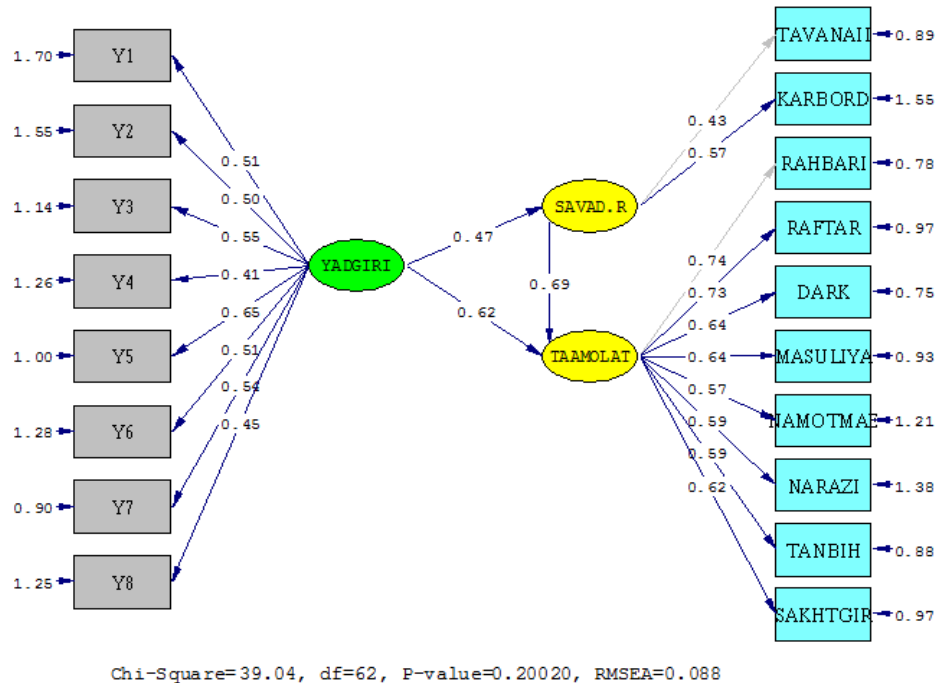 1.70 Y1
1.55 Y2
1.14 Y3
1.26 Y4
1.00 Y5
1.28 Y6
0.90 Y7
1.25 Y8
0.51
0.50
0.55
0.41
0.65
0.51
0.54
0.45
YADGIRI
0.47
0.62
SAVAD.R
0.69
TAAMOLAT
0.43
0.57
0.74
0.73
0.64
0.64
0.57
0.59
0.59
0.62
TAVANAII 0.89
KARBORD 1.55
RAHBARI 0.78
RAFTAR 0.97
DARK 0.75
MASULIYA 0.93
NAMOTMAE 1.21
NARAZI 1.38
TANBIH 0.88
SAKHTGIR 0.97
Chi-Square=39.04, df=62, P-value=0.20020, RMSEA=0.088